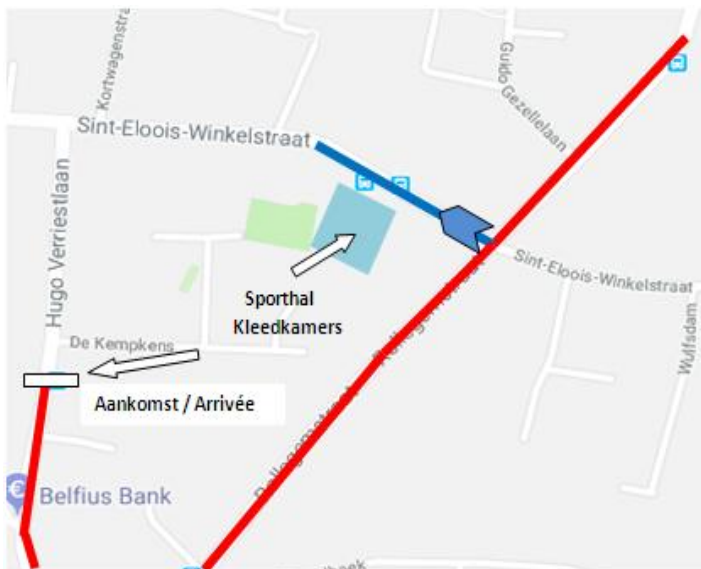 Kortwagenstraat
Guido Gezellelaan
Sint-Eloois-Winkelstraat
Hugo Verriestlaan
Sint-Eloois-Winkelstraat
Sporthal
Kleedkamers
De Kempkens
Wulfsdam
Aankomst / Arrivée
Belfius Bank